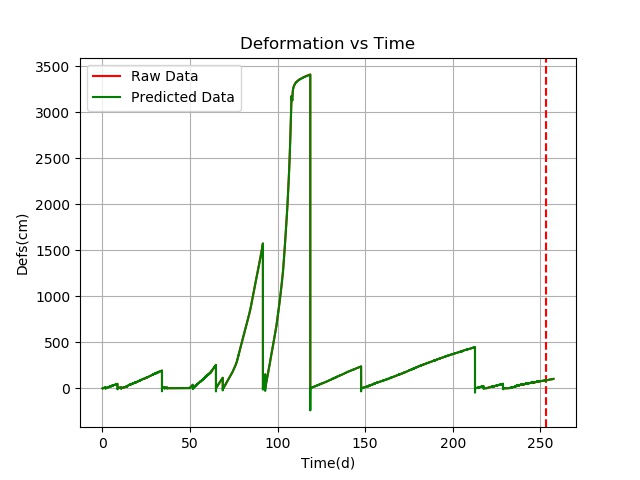 Deformation vs Time
Raw Data
Predicted Data
3500
3000
2500
2000
1500
1000
500
0
Defs(cm)
0 50 100 150 200 250
Time(d)